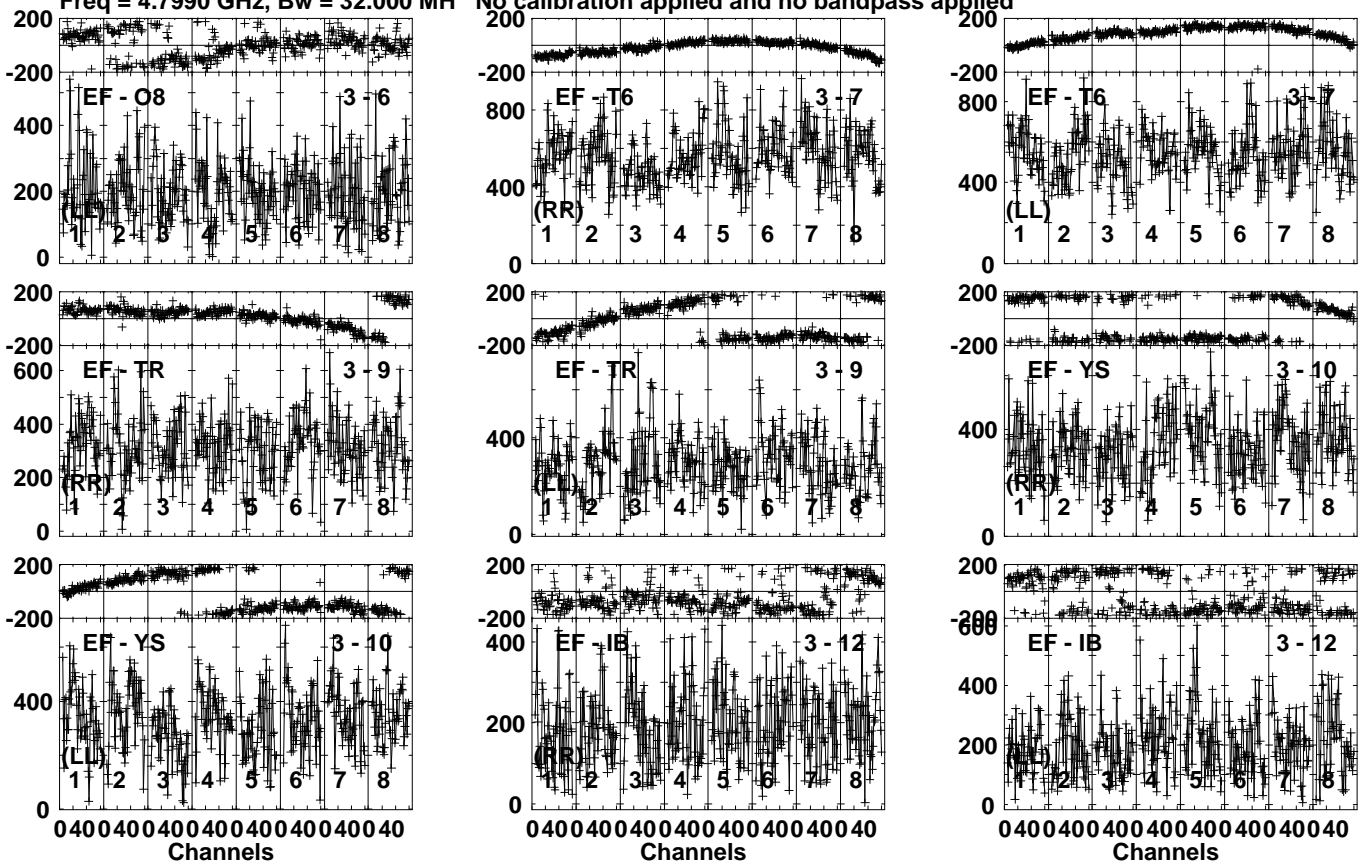 Freq = 4.7990 GHz, Bw = 32.000 MH No calibration applied and no bandpass applied
200 200 200
-200 -200 -200
EF - O8 3 - 6 EF - T6 3 - 7 EF - T6 3 - 7
400 800 800
200 400 400
(LL) (RR) (LL)
1 2 3 4 5 6 7 8 1 2 3 4 5 6 7 8 1 2 3 4 5 6 7 8
0 0 0
200 200 200
-200 -200 -200
600 EF - TR 3 - 9 EF - TR 3 - 9 EF - YS 3 - 10
400 400 400
200
(RR) (LL) (RR)
1 2 3 4 5 6 7 8 1 2 3 4 5 6 7 8 1 2 3 4 5 6 7 8
0 0 0
200 200 200
-200 -200 -200
600
EF - YS 3 - 10 EF - IB 3 - 12 EF - IB 3 - 12
400 400 400
200 200
(LL) (RR) (LL)
1 2 3 4 5 6 7 8 1 2 3 4 5 6 7 8 1 2 3 4 5 6 7 8
0 0 0
0 40 0 40 0 40 0 40 0 40 0 40 0 40 0 40 0 40 0 40 0 40 0 40 0 40 0 40 0 40 0 40 0 40 0 40 0 40 0 40 0 40 0 40 0 40 0 40
Channels Channels Channels